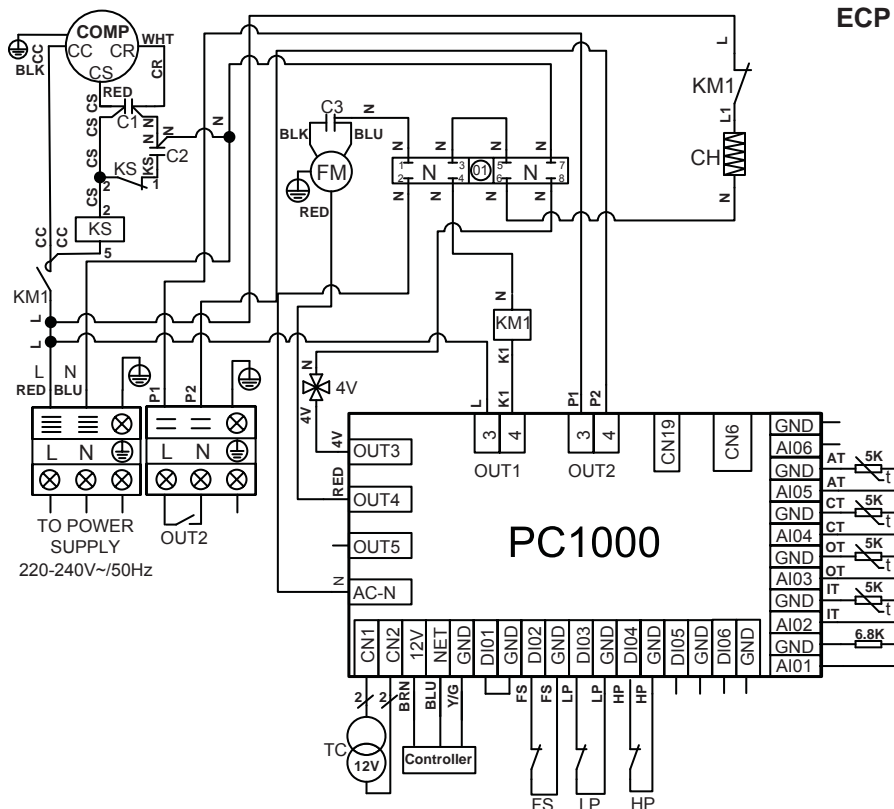 ECP
COMP
CC CR
CS
CC
BLK
WHT
CR
RED
CS
C1
N
N
N
N
C2
CS
CS
KS
KS
2
1
CS
2
KS
5
CC
CC
KM1
L
L
L N
RED BLU
P1
P2
L N
L N
TO POWER
SUPPLY
220-240V~/50Hz
OUT2
C3
N
BLK
BLU
FM
RED
N
N
N
N
1 3 5 7
N 01 N
2 4 6 8
N
N
N
N
L
KM1
L1
CH
N
N
KM1
K1
N
4V
4V
L
K1
P1
P2
3 4
OUT1
3 4
OUT2
CN19
CN6
4V
OUT3
RED
OUT4
OUT5
N
AC-N
PC1000
GND
AI06
GND
AI05
GND
AI04
GND
AI03
GND
AI02
GND
AI01
AT
5K
t
AT
CT
5K
t
CT
OT
5K
t
OT
IT
5K
t
IT
6.8K
CN1
CN2
12V
NET
GND
DI01
GND
DI02
GND
DI03
GND
DI04
GND
DI05
GND
DI06
GND
2
2
BRN
BLU
Y/G
FS
FS
LP
LP
HP
HP
TC
12V
Controller
FS
LP
HP